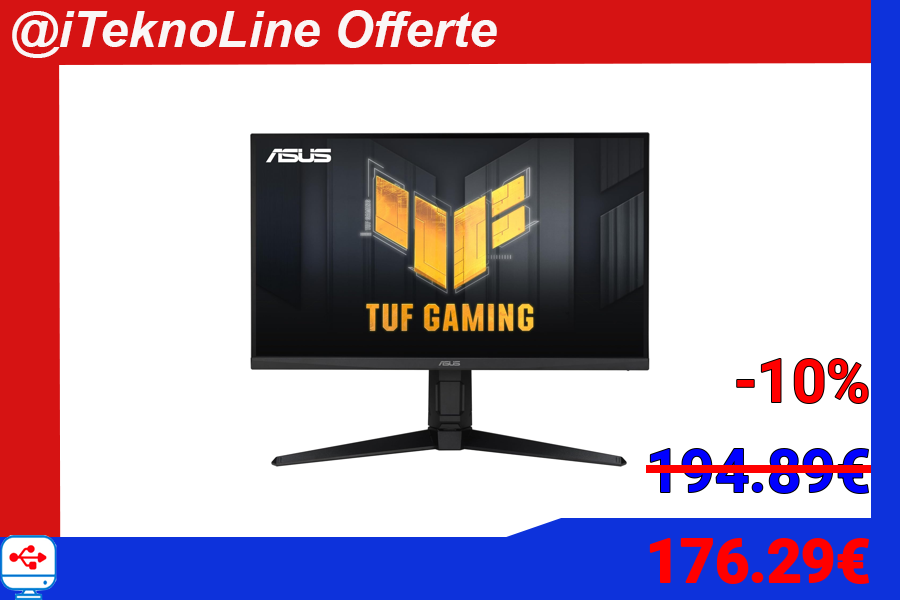 @iTeknoLine Offerte
ASUS
TUF GAMING
ASUS
-10%
194.89€
176.29€